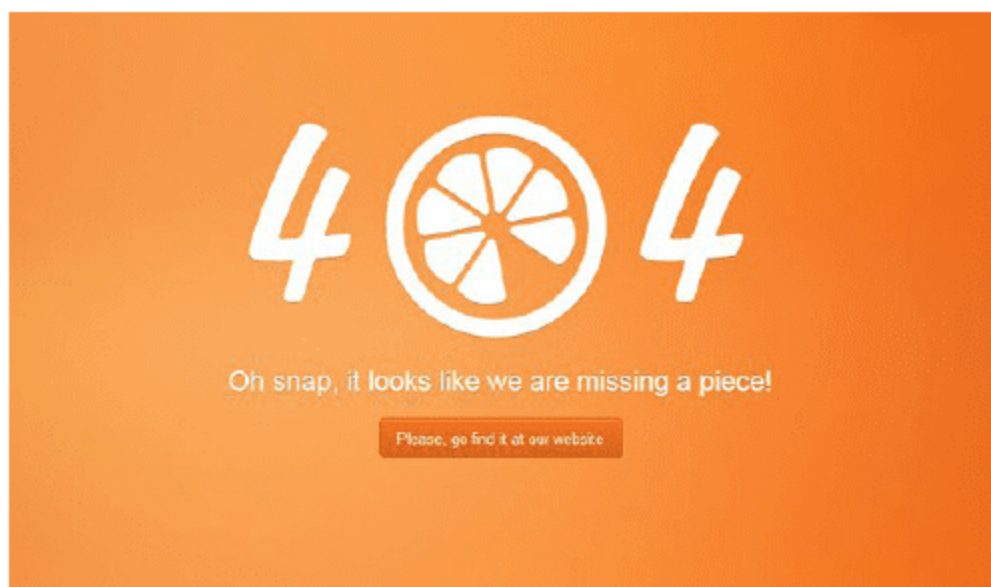 404
Oh snap, it looks like we are missing a piece!
Please, go find it at our website